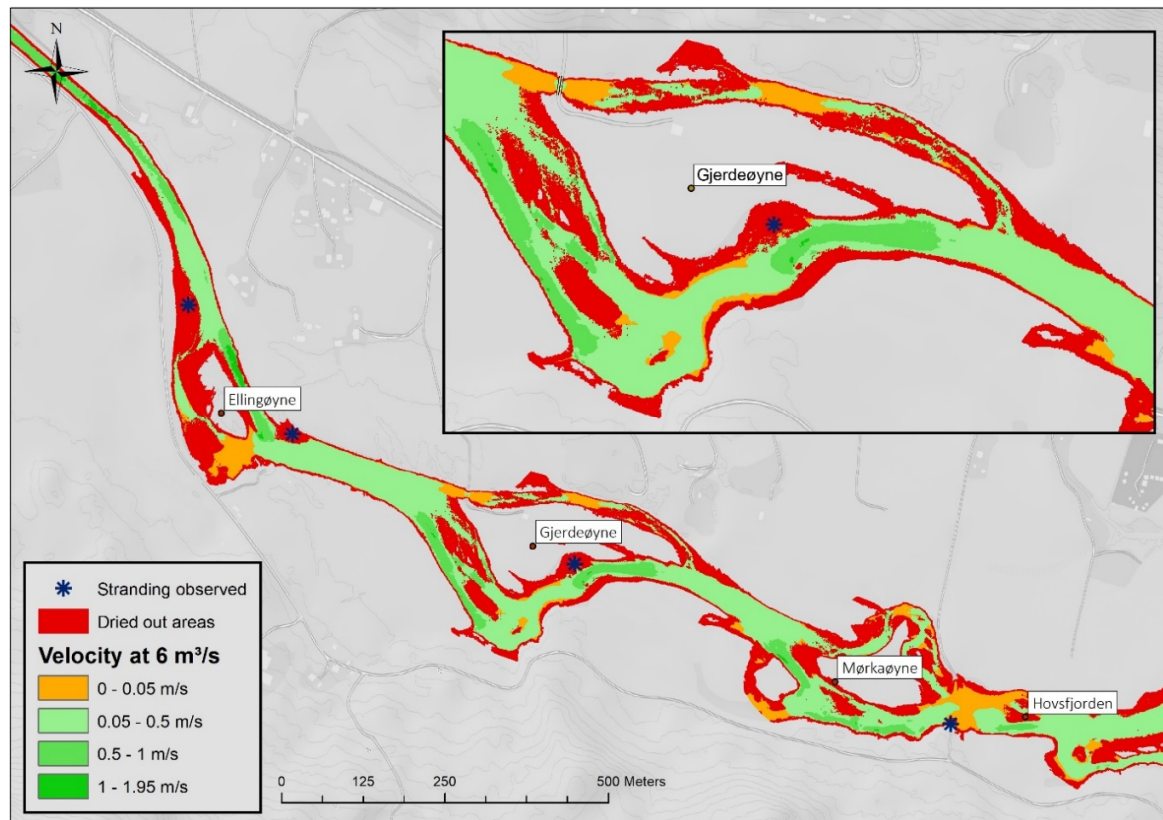 N
Gjerdeøyne
Ellingøyne
Gjerdeøyne
Mørkaøyne
Hovsfjorden
Stranding observed
Dried out areas
Velocity at 6 m³/s
0 - 0.05 m/s
0.05 - 0.5 m/s
0.5 - 1 m/s
1 - 1.95 m/s
0 125 250 500 Meters